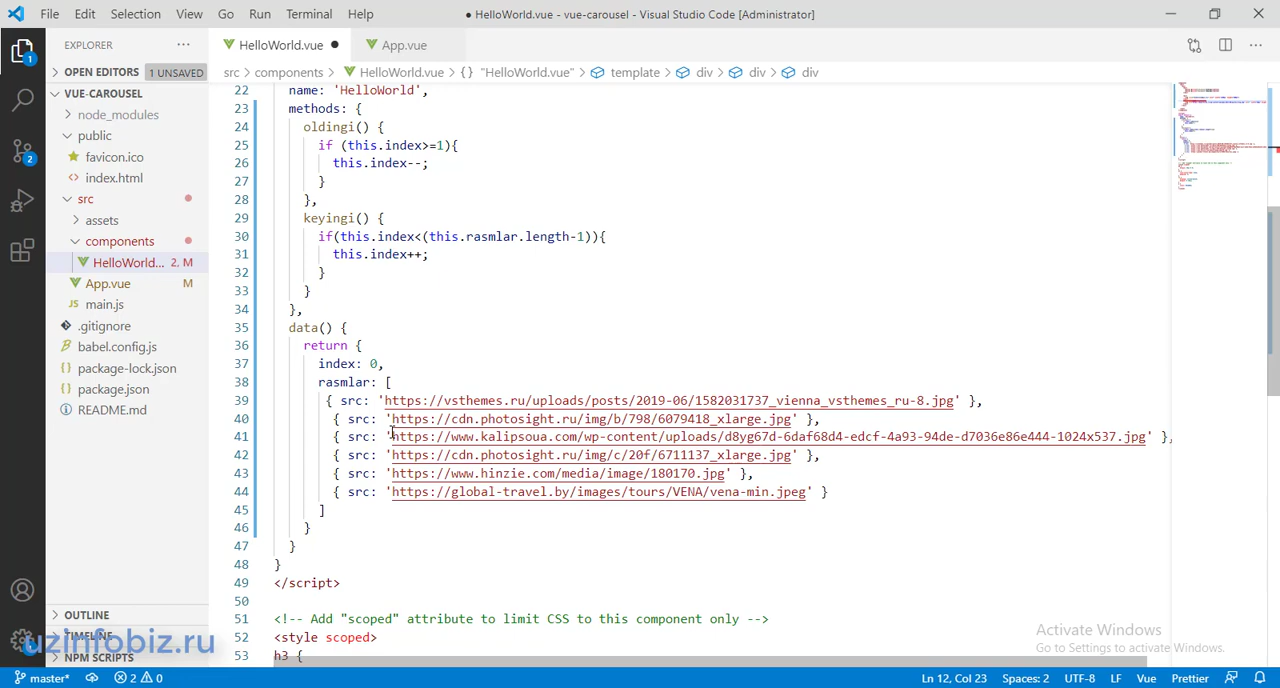 File Edit Selection View Go Run Terminal Help ● HelloWorld.vue - vue-carousel - Visual Studio Code [Administrator]
EXPLORER ··· HelloWorld.vue ● App.vue ···
OPEN EDITORS 1 UNSAVED
src > components > HelloWorld.vue > {} "HelloWorld.vue" > template > div > div > div
VUE-CAROUSEL
node_modules
public
favicon.ico
index.html
src
assets
components
HelloWorld... 2, M
App.vue M
main.js
.gitignore
babel.config.js
package-lock.json
package.json
README.md
OUTLINE
TIMELINE
NPM SCRIPTS
uzinfobiz.ru
22 name: 'HelloWorld',
23 methods: {
24 oldingi() {
25 if (this.index>=1){
26 this.index--;
27 }
28 },
29 keyingi() {
30 if(this.index<(this.rasmlar.length-1)){
31 this.index++;
32 }
33 }
34 },
35 data() {
36 return {
37 index: 0,
38 rasmlar: [
39 { src: 'https://vsthemes.ru/uploads/posts/2019-06/1582031737_vienna_vsthemes_ru-8.jpg' },
40 { src: 'https://cdn.photosight.ru/img/b/798/6079418_xlarge.jpg' },
41 { src: 'https://www.kalipsoua.com/wp-content/uploads/d8yg67d-6daf68d4-edcf-4a93-94de-d7036e86e444-1024x537.jpg' },
42 { src: 'https://cdn.photosight.ru/img/c/20f/6711137_xlarge.jpg' },
43 { src: 'https://www.hinzie.com/media/image/180170.jpg' },
44 { src: 'https://global-travel.by/images/tours/VENA/vena-min.jpeg' }
45 ]
46 }
47 }
48 }
49 </script>
50
51 <!-- Add "scoped" attribute to limit CSS to this component only -->
52 <style scoped>
53 h3 {
Activate Windows
Go to Settings to activate Windows.
master* 2 0 Ln 12, Col 23 Spaces: 2 UTF-8 LF Vue Prettier